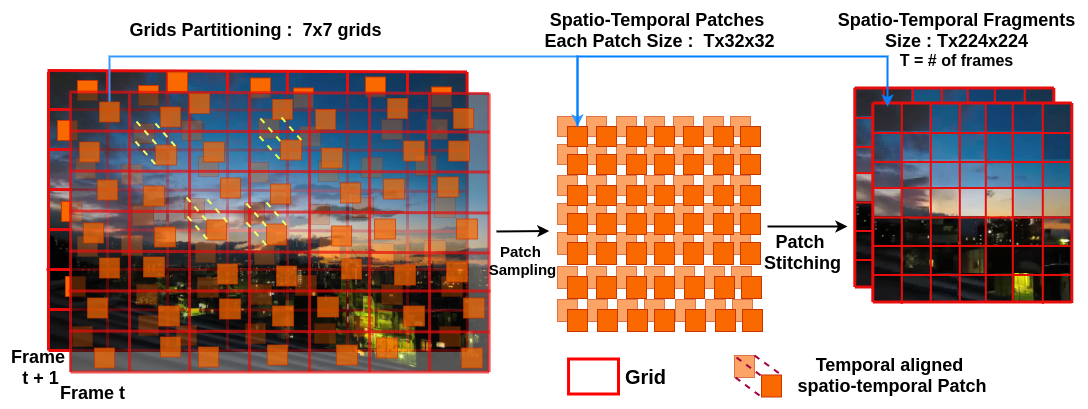 Grids Partitioning :  7x7 grids
Spatio-Temporal Patches
Each Patch Size :  Tx32x32
Spatio-Temporal Fragments
Size : Tx224x224
T = # of frames
Patch
Sampling
Patch
Stitching
Frame
t + 1
Frame t
Grid
Temporal aligned
spatio-temporal Patch